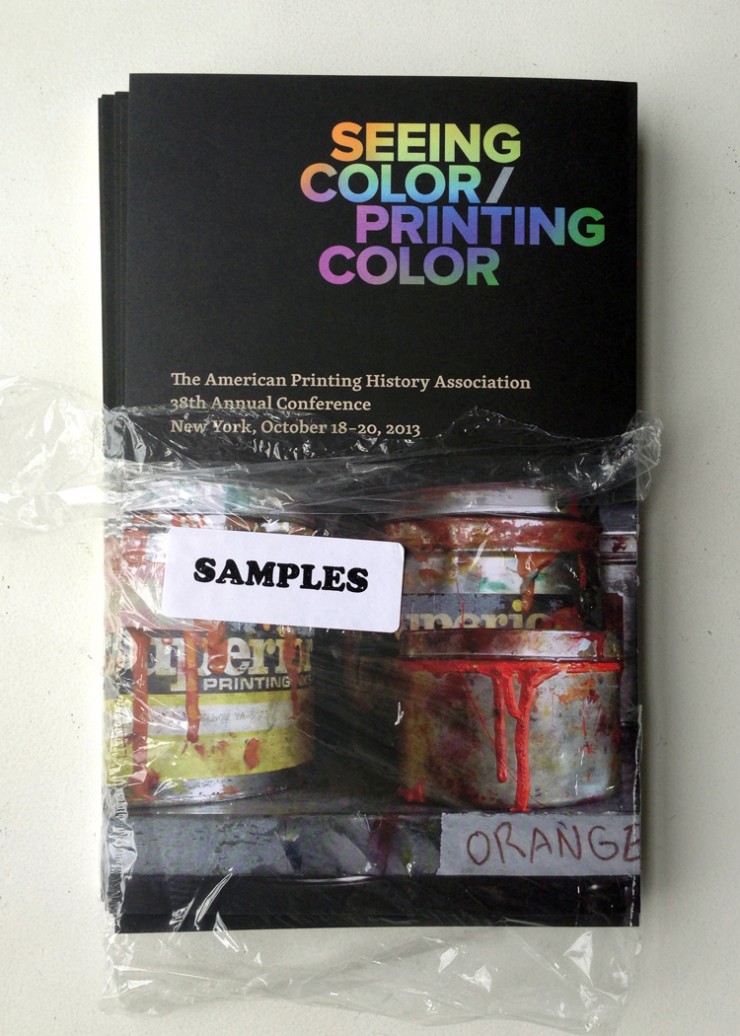 SEEING
COLOR/
PRINTING
COLOR
The American Printing History Association
38th Annual Conference
New York, October 18–20, 2013
SAMPLES
PRINTING
ORANGE